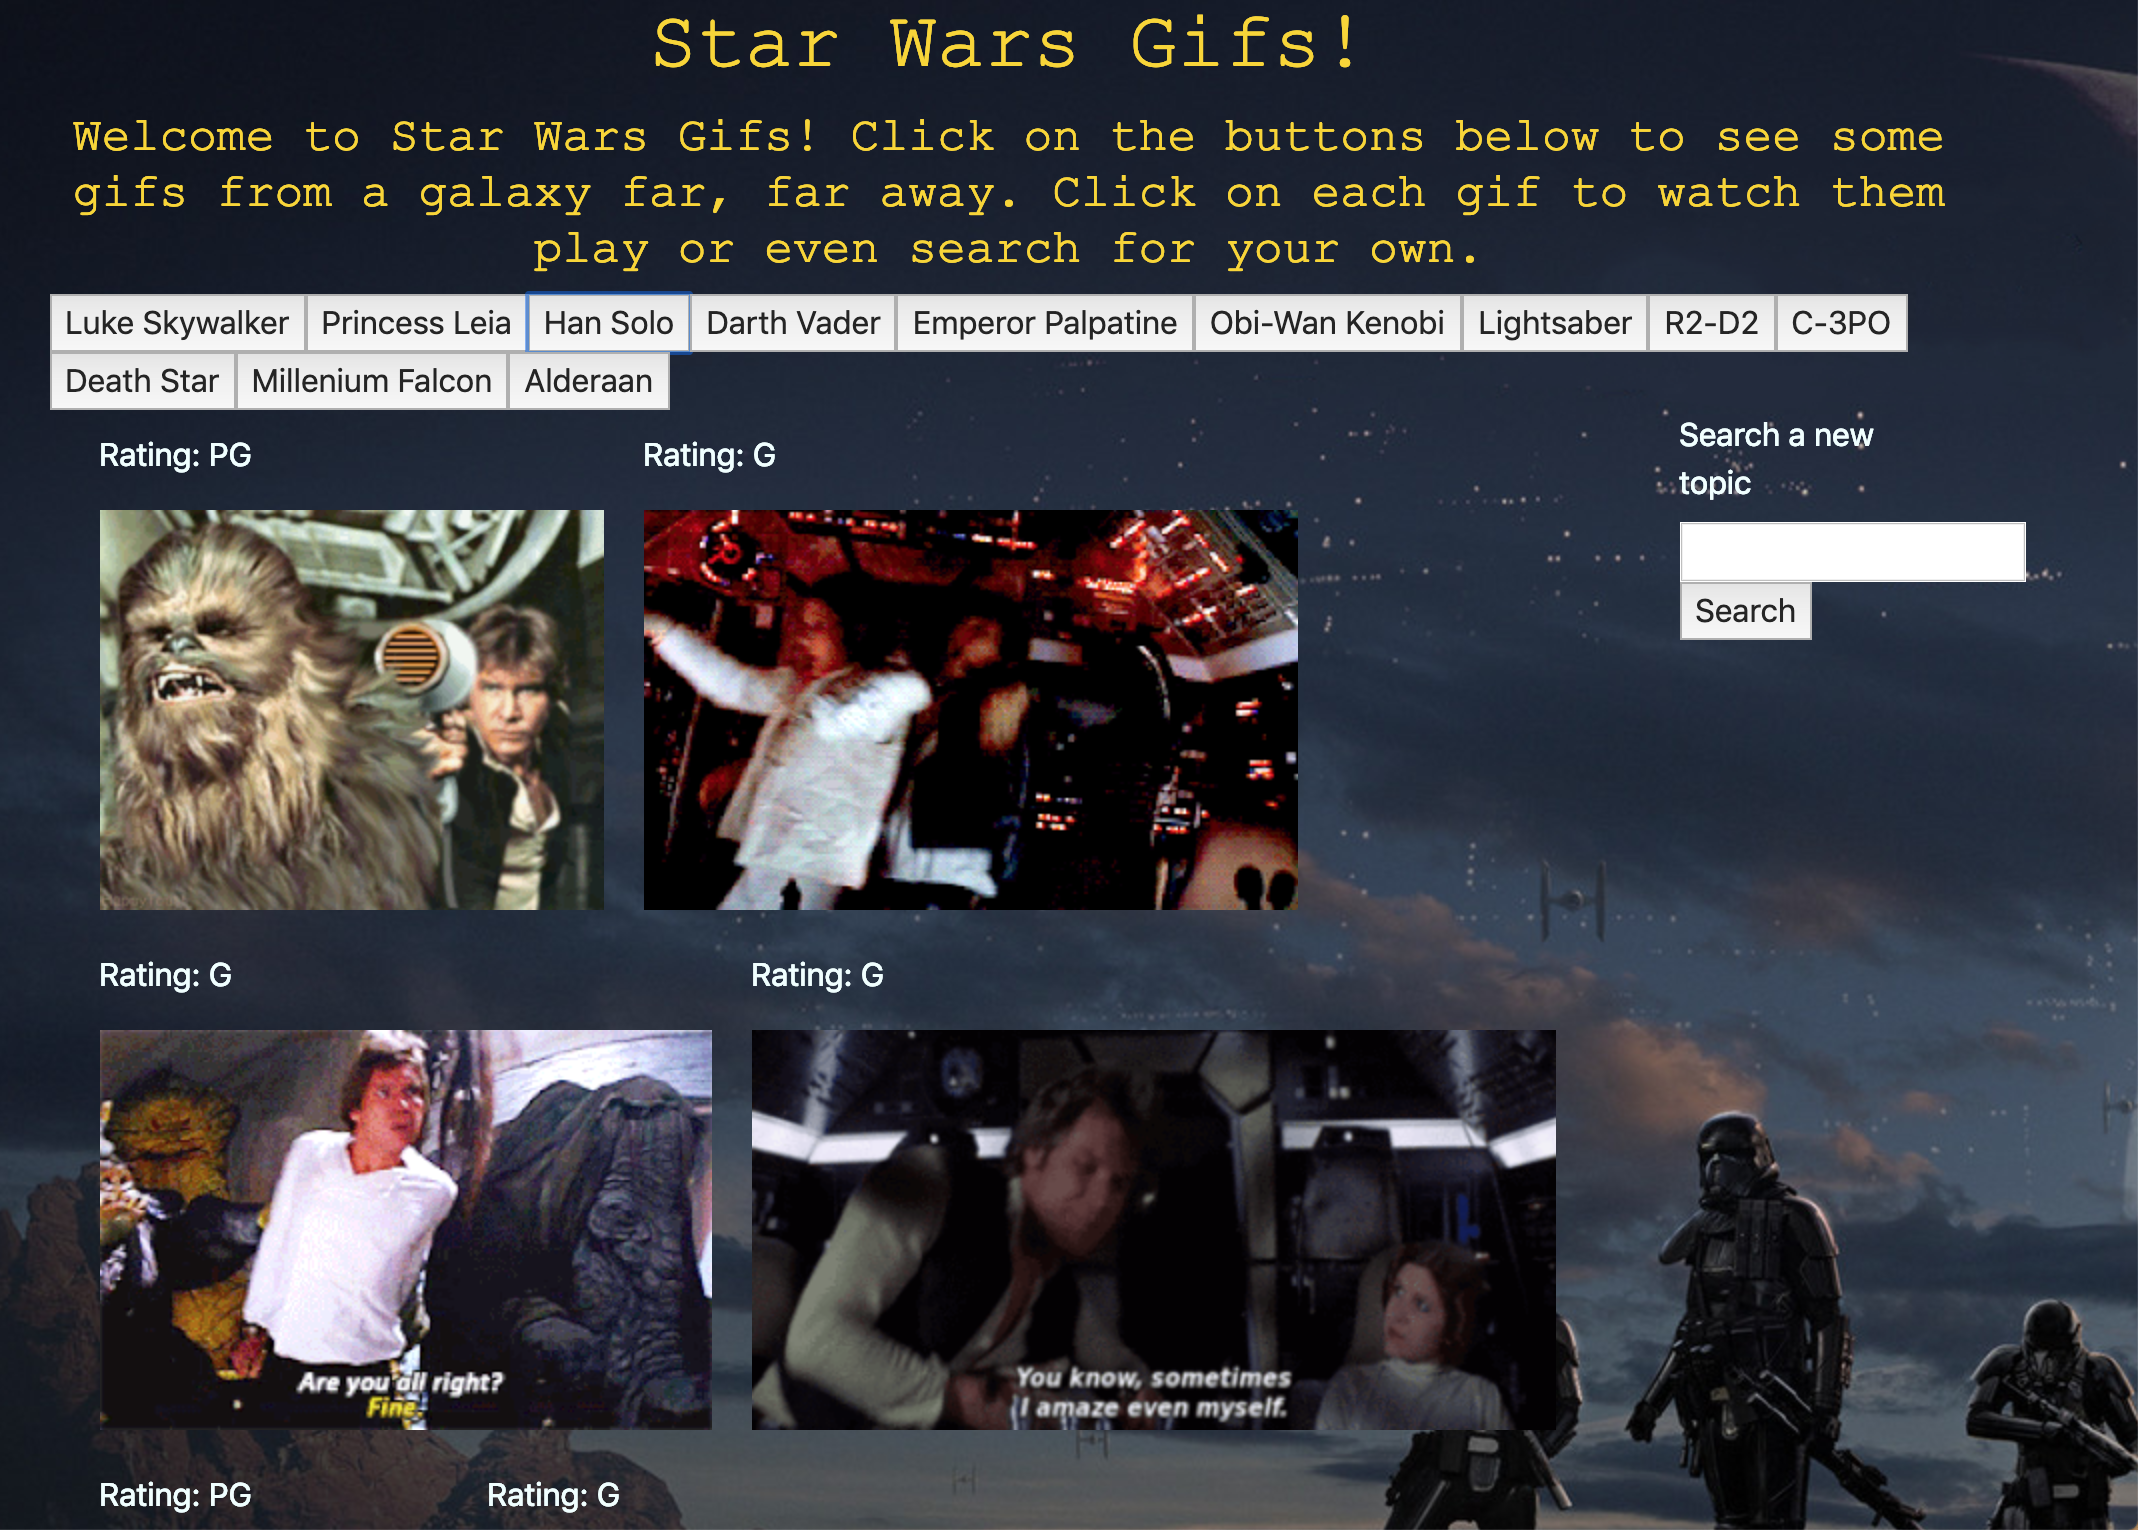 Star Wars Gifs!
Welcome to Star Wars Gifs! Click on the buttons below to see some
gifs from a galaxy far, far away. Click on each gif to watch them
play or even search for your own.
Luke Skywalker Princess Leia Han Solo Darth Vader Emperor Palpatine Obi-Wan Kenobi Lightsaber R2-D2 C-3PO
Death Star Millenium Falcon Alderaan
Search a new
topic
Search
Rating: PG Rating: G
Rating: G Rating: G
Are you all right?
Fine.
You know, sometimes
I amaze even myself.
Rating: PG Rating: G